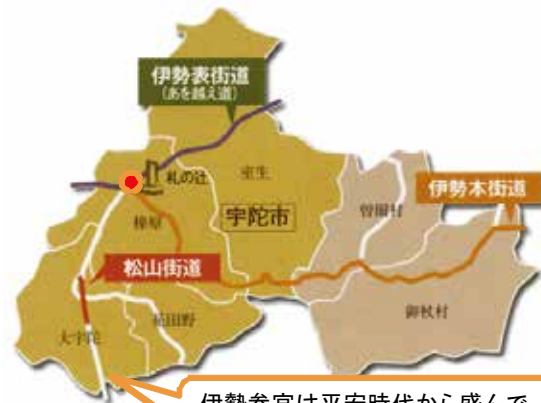 伊勢表街道
(あを越え道)
札の辻
室生
伊勢本街道
曽爾村
宇陀市
榛原
松山街道
御杖村
菟田野
大宇陀
伊勢参宮は平安時代から盛んで